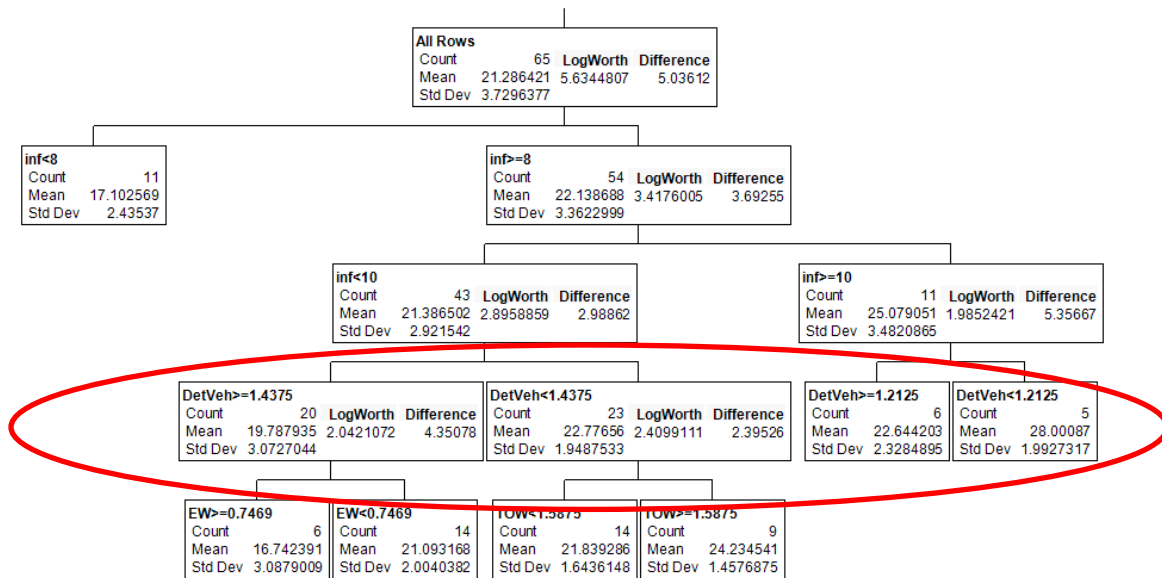 All Rows
Count 65 LogWorth Difference
Mean 21.286421 5.6344807 5.03612
Std Dev 3.7296377
inf<8
Count 11
Mean 17.102569
Std Dev 2.43537
inf>=8
Count 54 LogWorth Difference
Mean 22.138688 3.4176005 3.69255
Std Dev 3.3622999
inf<10
Count 43 LogWorth Difference
Mean 21.386502 2.8958859 2.98862
Std Dev 2.921542
inf>=10
Count 11 LogWorth Difference
Mean 25.079051 1.9852421 5.35667
Std Dev 3.4820865
DetVeh>=1.4375
Count 20 LogWorth Difference
Mean 19.787935 2.0421072 4.35078
Std Dev 3.0727044
DetVeh<1.4375
Count 23 LogWorth Difference
Mean 22.77656 2.4099111 2.39526
Std Dev 1.9487533
DetVeh>=1.2125
Count 6
Mean 22.644203
Std Dev 2.3284895
DetVeh<1.2125
Count 5
Mean 28.00087
Std Dev 1.9927317
EW>=0.7469
Count 6
Mean 16.742391
Std Dev 3.0879009
EW<0.7469
Count 14
Mean 21.093168
Std Dev 2.0040382
TOW<1.5875
Count 14
Mean 21.839286
Std Dev 1.6436148
TOW>=1.5875
Count 9
Mean 24.234541
Std Dev 1.4576875